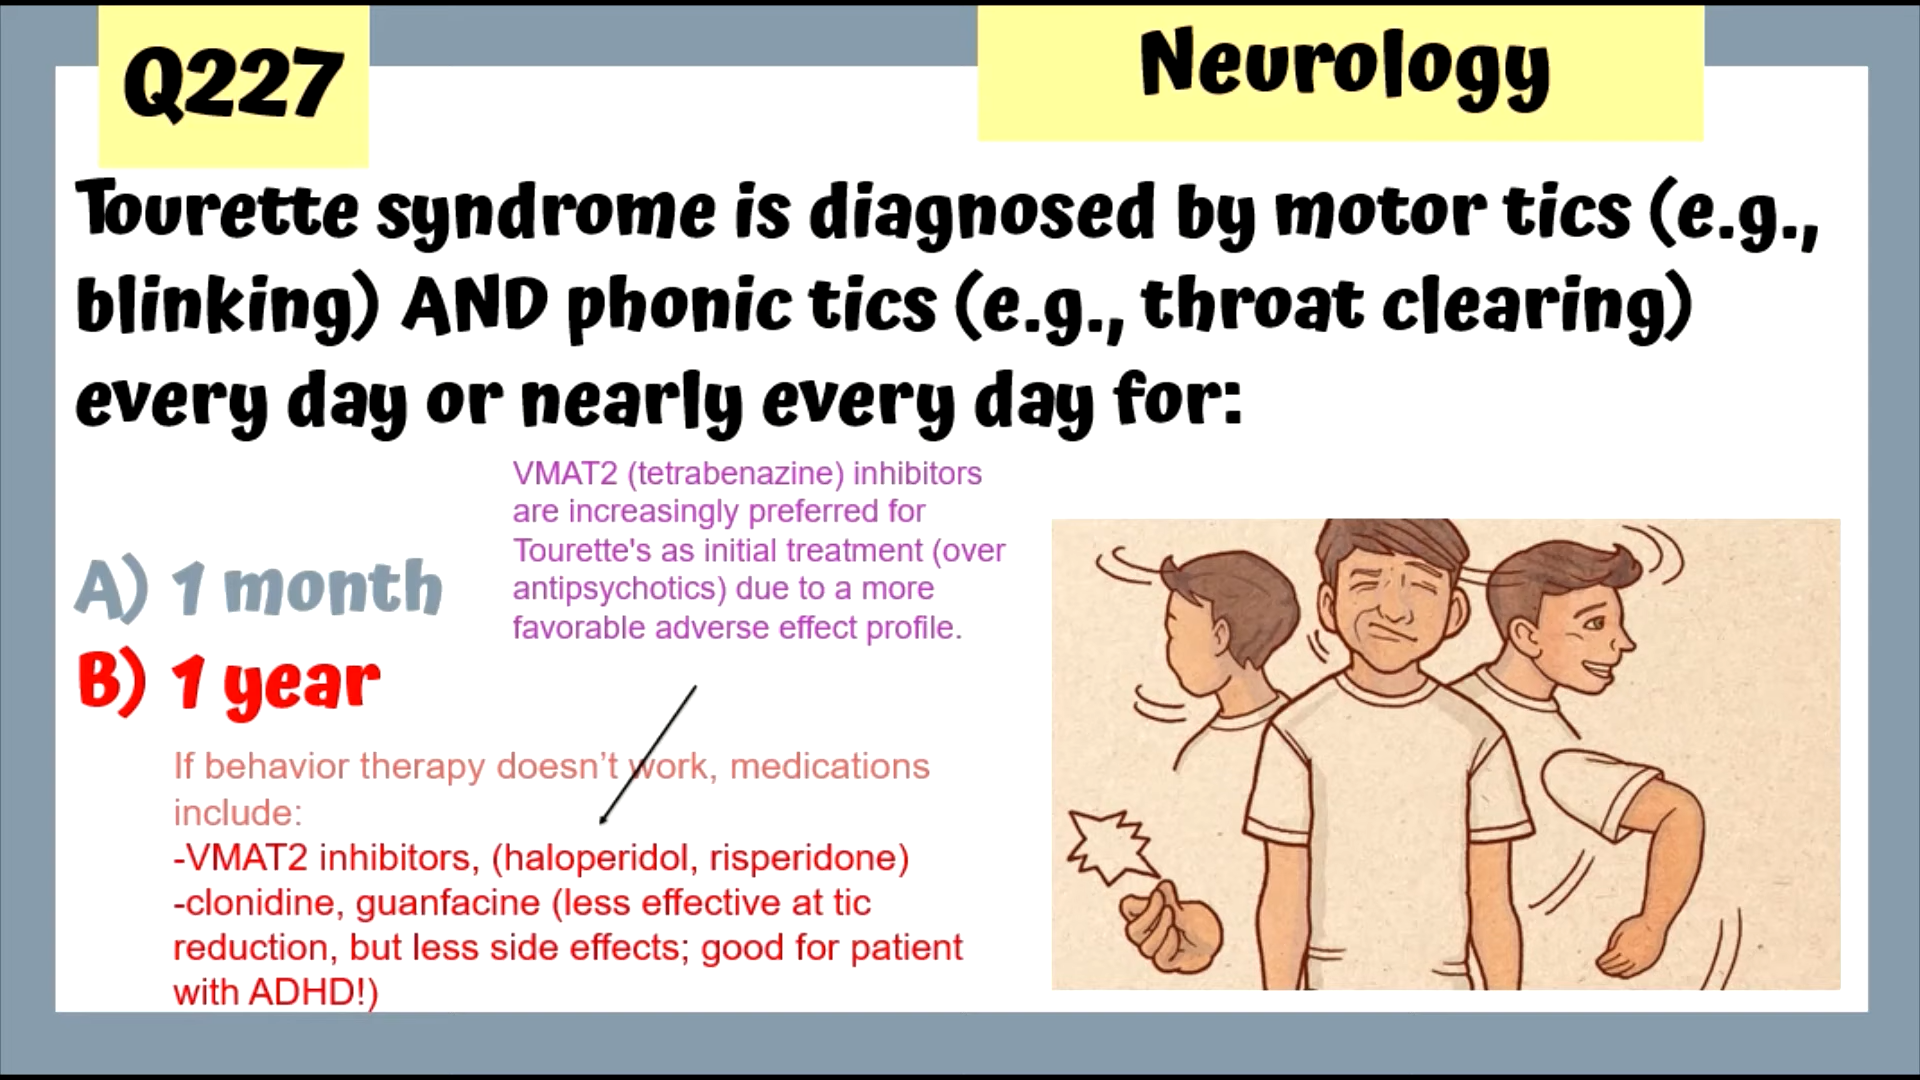 Q227
Neurology
Tourette syndrome is diagnosed by motor tics (e.g.,
blinking) AND phonic tics (e.g., throat clearing)
every day or nearly every day for:
VMAT2 (tetrabenazine) inhibitors
are increasingly preferred for
Tourette's as initial treatment (over
antipsychotics) due to a more
favorable adverse effect profile.
A) 1 month
B) 1 year
If behavior therapy doesn’t work, medications
include:
-VMAT2 inhibitors, (haloperidol, risperidone)
-clonidine, guanfacine (less effective at tic
reduction, but less side effects; good for patient
with ADHD!)